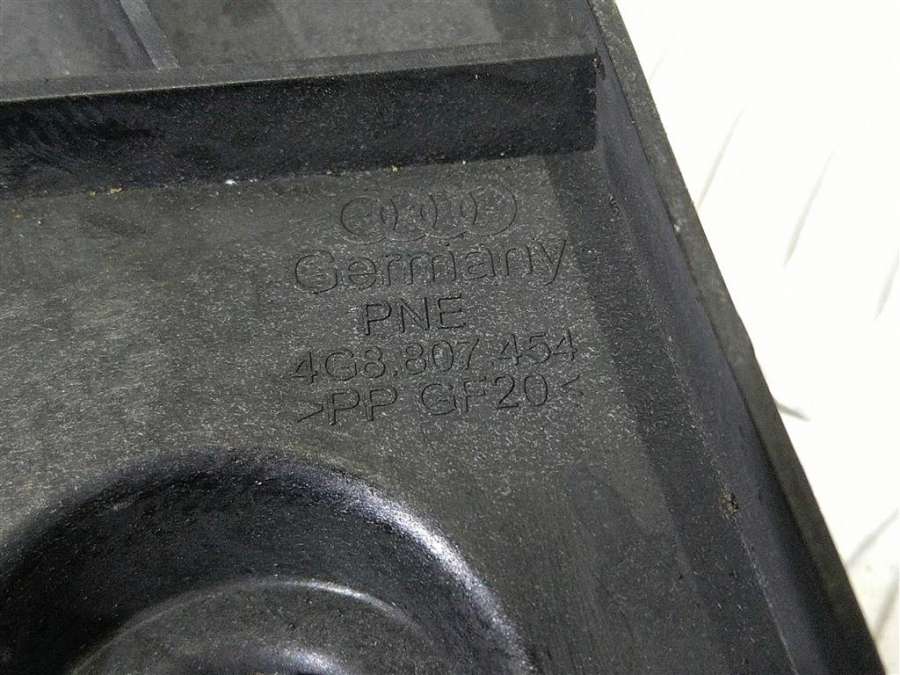 Germany
PNE
4G8.807.454
>PP GF20<